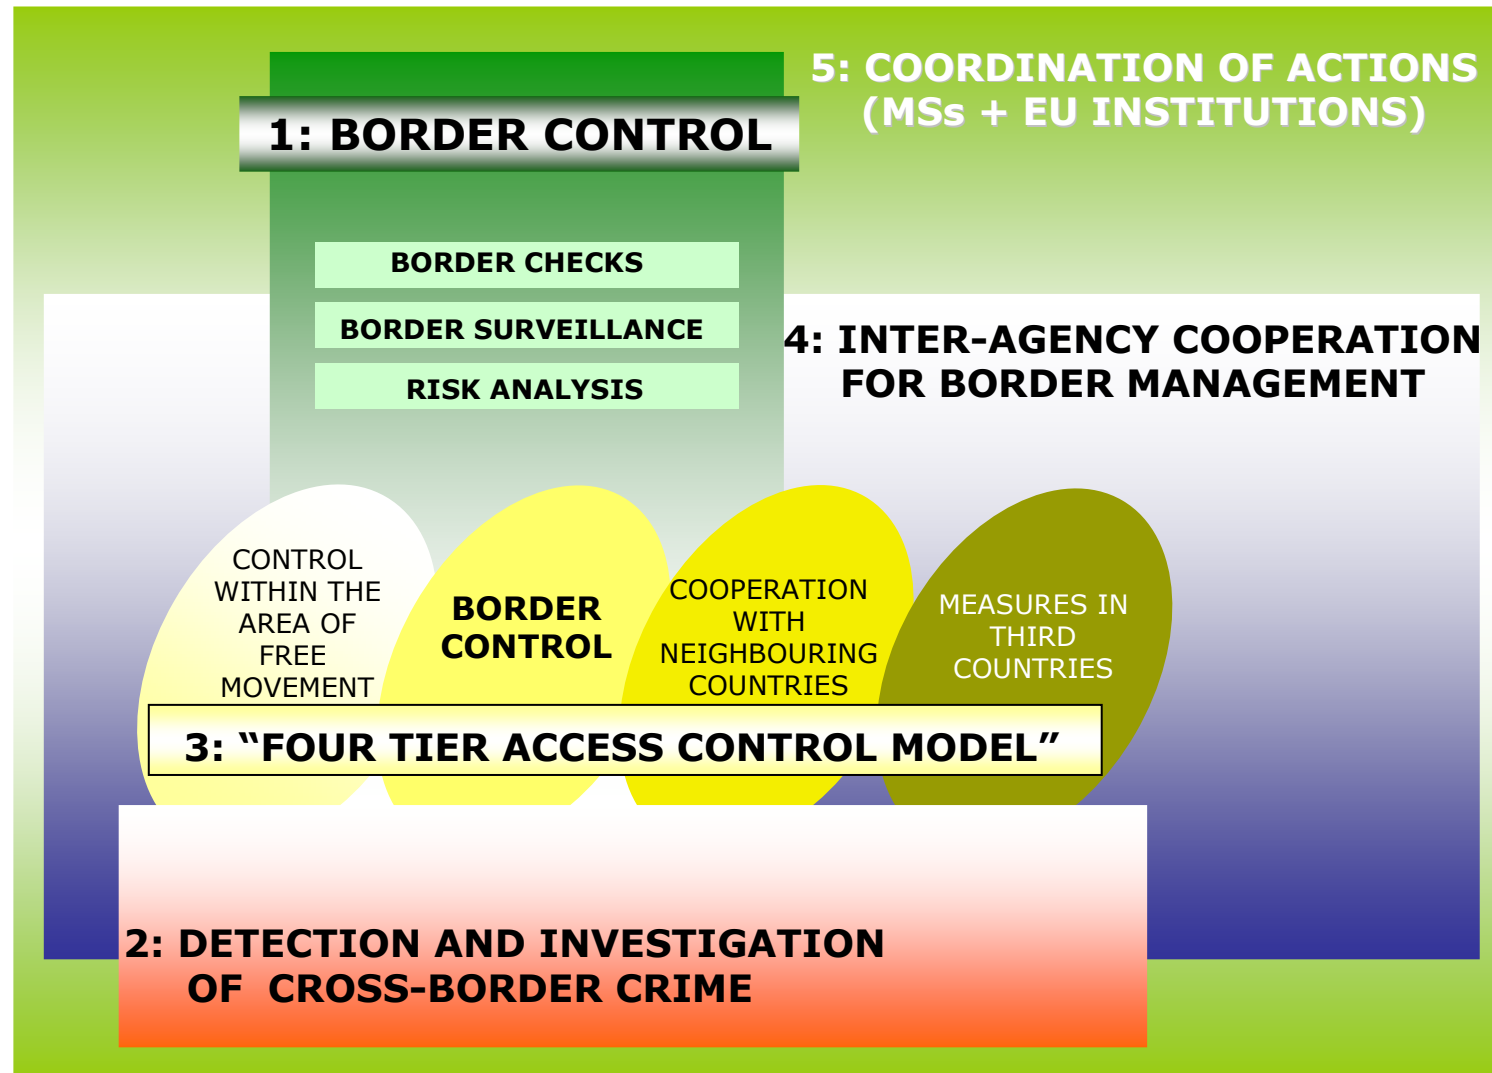 5: COORDINATION OF ACTIONS
(MSs + EU INSTITUTIONS)
1: BORDER CONTROL
BORDER CHECKS
BORDER SURVEILLANCE
RISK ANALYSIS
4: INTER-AGENCY COOPERATION
FOR BORDER MANAGEMENT
CONTROL
WITHIN THE
AREA OF
FREE
MOVEMENT
BORDER
CONTROL
COOPERATION
WITH
NEIGHBOURING
COUNTRIES
MEASURES IN
THIRD
COUNTRIES
3: “FOUR TIER ACCESS CONTROL MODEL”
2: DETECTION AND INVESTIGATION
OF CROSS-BORDER CRIME